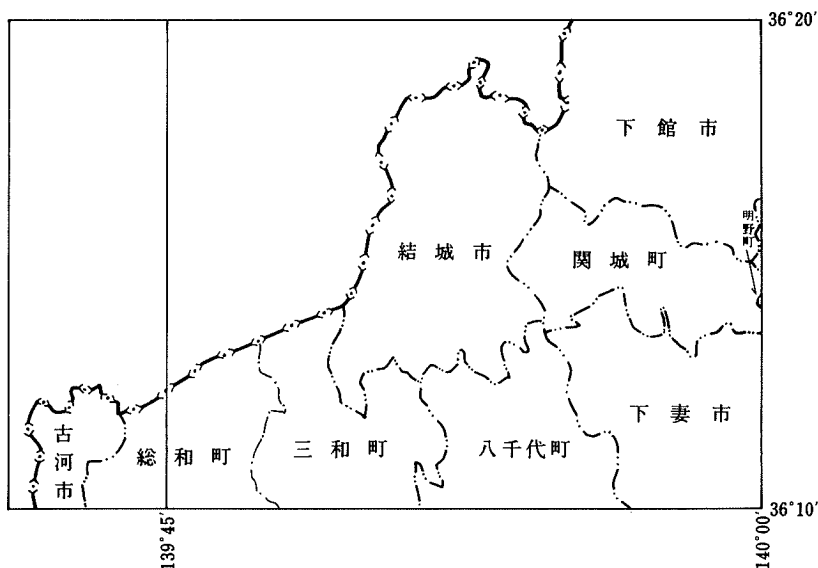 36°20'
下館市
明野町
結城市
関城町
下妻市
古河市
総和町
三和町
八千代町
36°10'
139°45'
140°00'